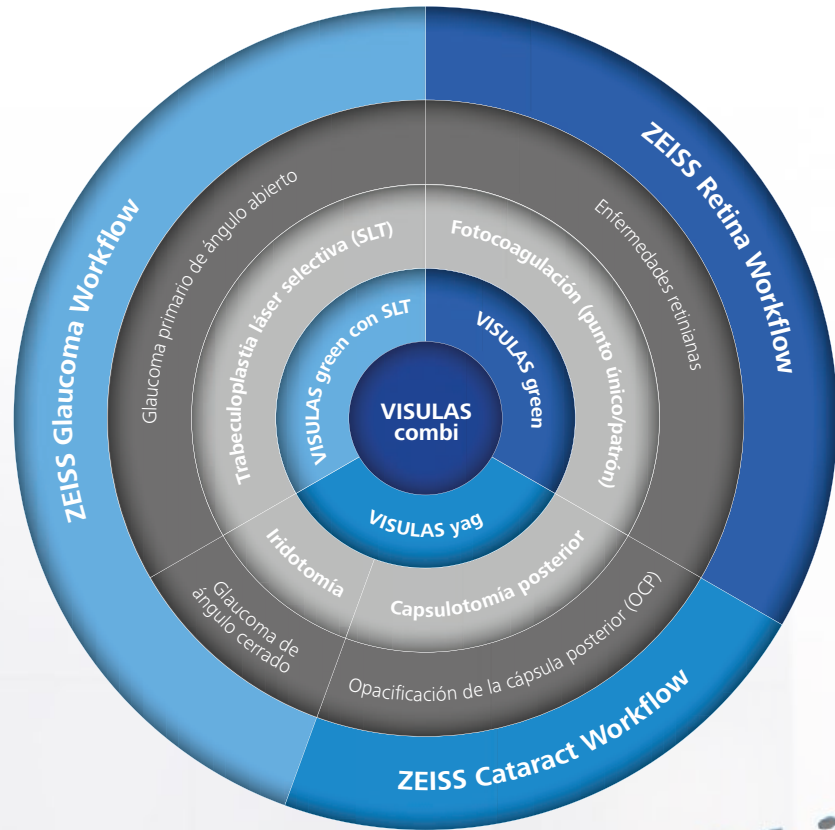 ZEISS Glaucoma Workflow
ZEISS Retina Workflow
ZEISS Cataract Workflow
Glaucoma primario de ángulo abierto
Enfermedades retinianas
Glaucoma de
ángulo cerrado
Opacificación de la cápsula posterior (OCP)
Trabeculoplastia láser selectiva (SLT)
Fotocoagulación (punto único/patrón)
Iridotomía
Capsulotomía posterior
VISULAS green con SLT
VISULAS green
VISULAS yag
VISULAS
combi